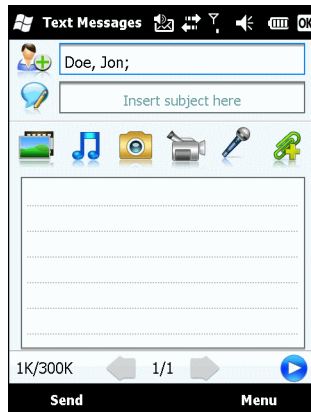 Text Messages OK
Doe, Jon;
Insert subject here
1K/300K 1/1
Send Menu